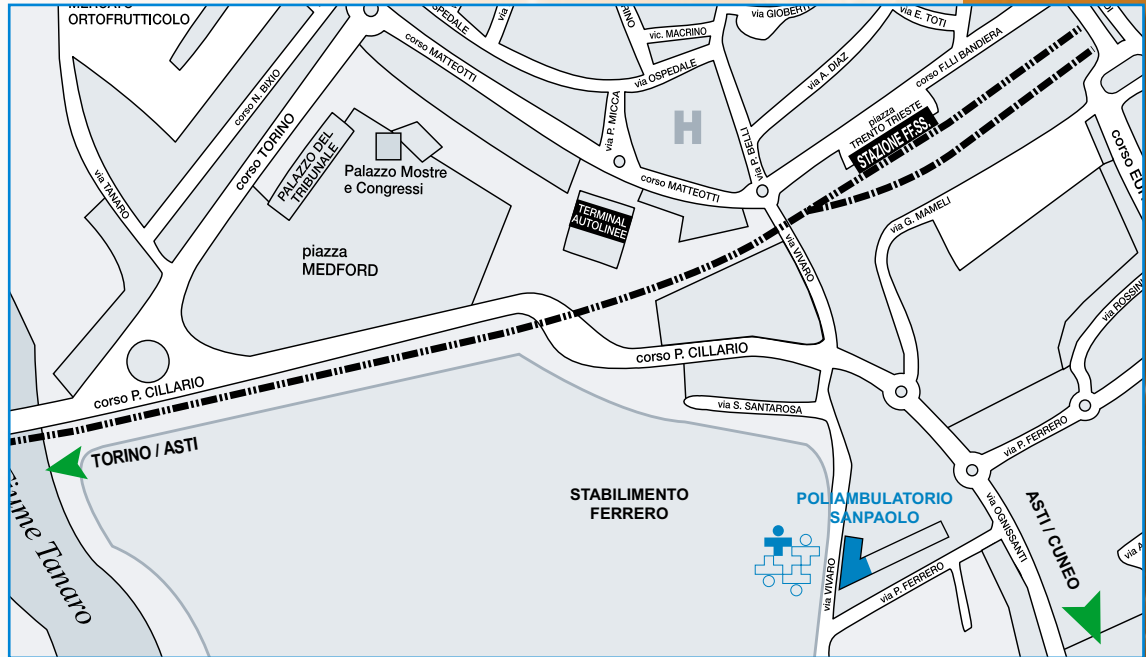 MERCATO
ORTOFRUTTICOLO
OSPEDALE
via GIOBERTI
via E. TOTI
vic. MACRINO
corso MATTEOTTI
via OSPEDALE
via A. DIAZ
corso F.LLI BANDIERA
corso N. BIXIO
corso TORINO
via P. MICCA
H
via P. BELLI
piazza
TRENTO TRIESTE
STAZIONE FF.SS.
PALAZZO DEL
TRIBUNALE
Palazzo Mostre
e Congressi
via TANARO
corso MATTEOTTI
via G. MAMELI
TERMINAL
AUTOLINEE
via VIVARO
piazza
MEDFORD
corso P. CILLARIO
corso P. CILLARIO
via S. SANTAROSA
via P. FERRERO
TORINO / ASTI
STABILIMENTO
FERRERO
POLIAMBULATORIO
SANPAOLO
via OGNISSANTI
ASTI / CUNEO
Fiume Tanaro
via VIVARO
via P. FERRERO